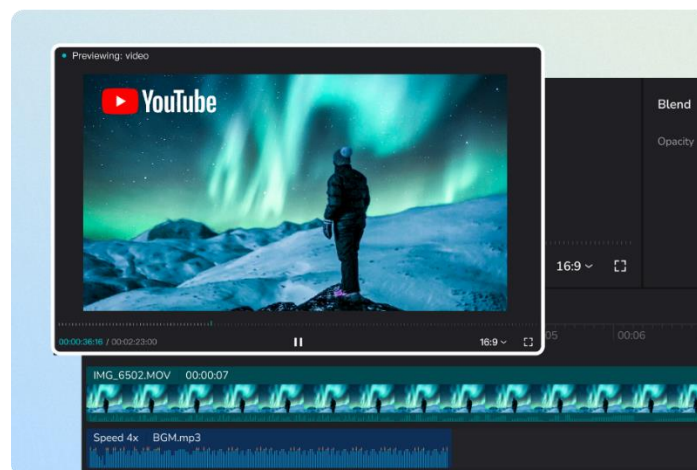 Previewing: video
YouTube
Blend
Opacity
16:9
00:00:36:16 / 00:02:23:00
16:9
05
00:06
IMG_6502.MOV 00:00:07
Speed 4x BGM.mp3